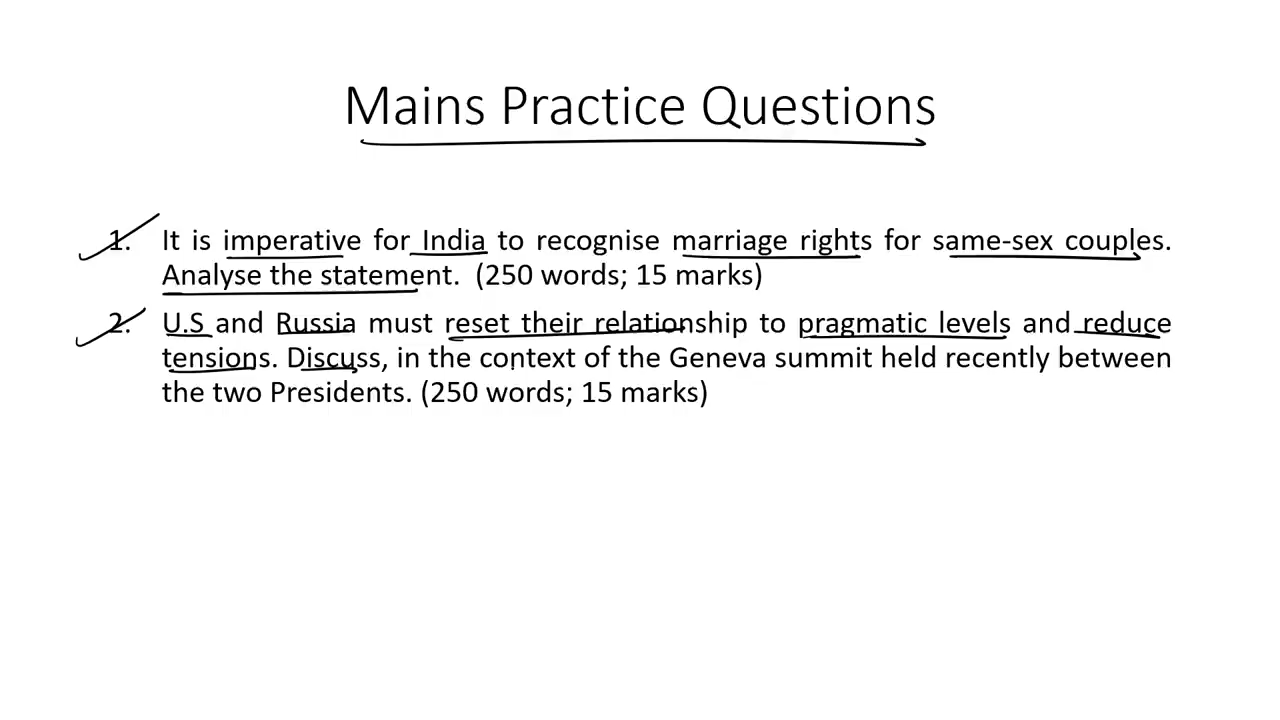 Mains Practice Questions
1. It is imperative for India to recognise marriage rights for same-sex couples.
Analyse the statement. (250 words; 15 marks)
2. U.S and Russia must reset their relationship to pragmatic levels and reduce
tensions. Discuss, in the context of the Geneva summit held recently between
the two Presidents. (250 words; 15 marks)